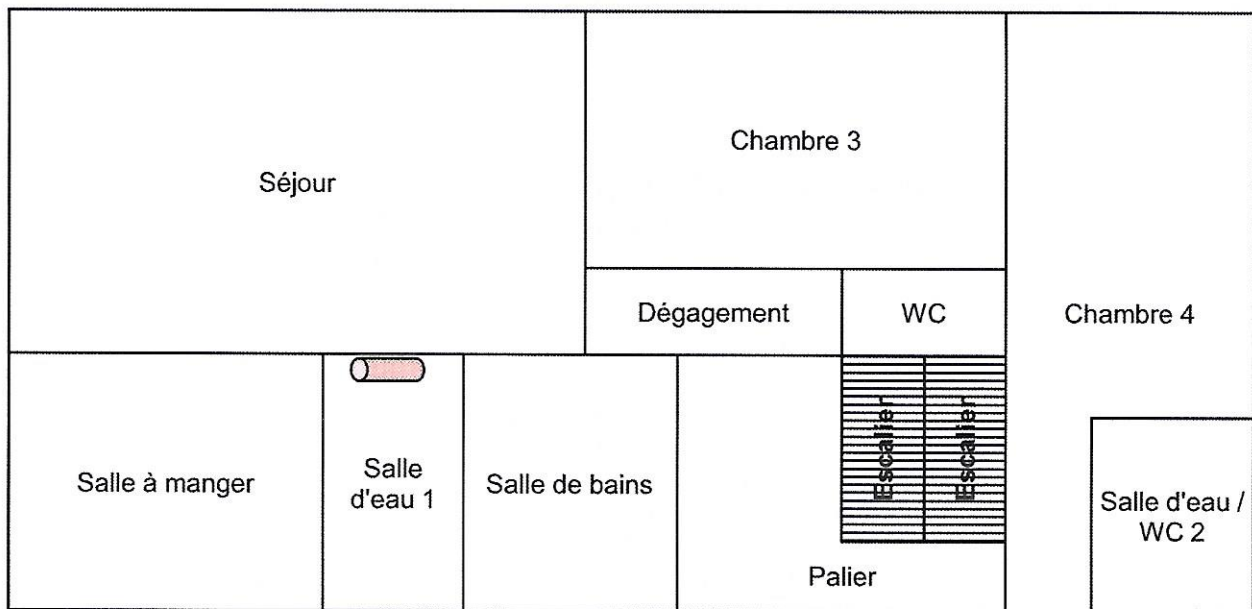 Séjour
Chambre 3
Dégagement
WC
Chambre 4
Salle à manger
Salle
d'eau 1
Salle de bains
Escalier
Escalier
Salle d'eau /
WC 2
Palier